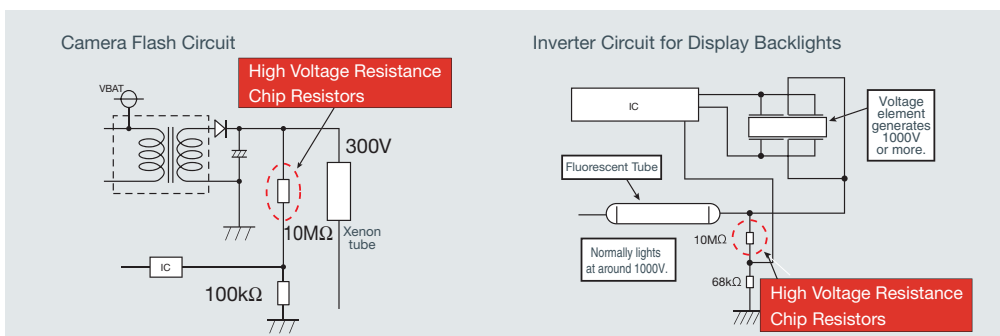 Camera Flash Circuit
High Voltage Resistance
Chip Resistors
VBAT
300V
10MΩ
Xenon
tube
IC
100kΩ
Inverter Circuit for Display Backlights
IC
Voltage
element
generates
1000V
or more.
Fluorescent Tube
10MΩ
Normally lights
at around 1000V.
68kΩ
High Voltage Resistance
Chip Resistors